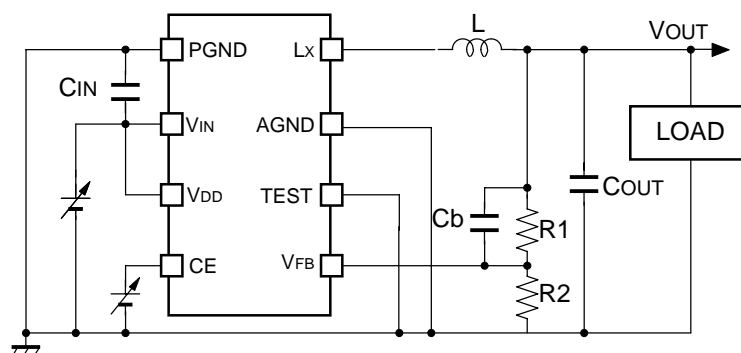 PGND
LX
L
VOUT
CIN
VIN
AGND
LOAD
VDD
TEST
COUT
Cb
R1
CE
VFB
R2